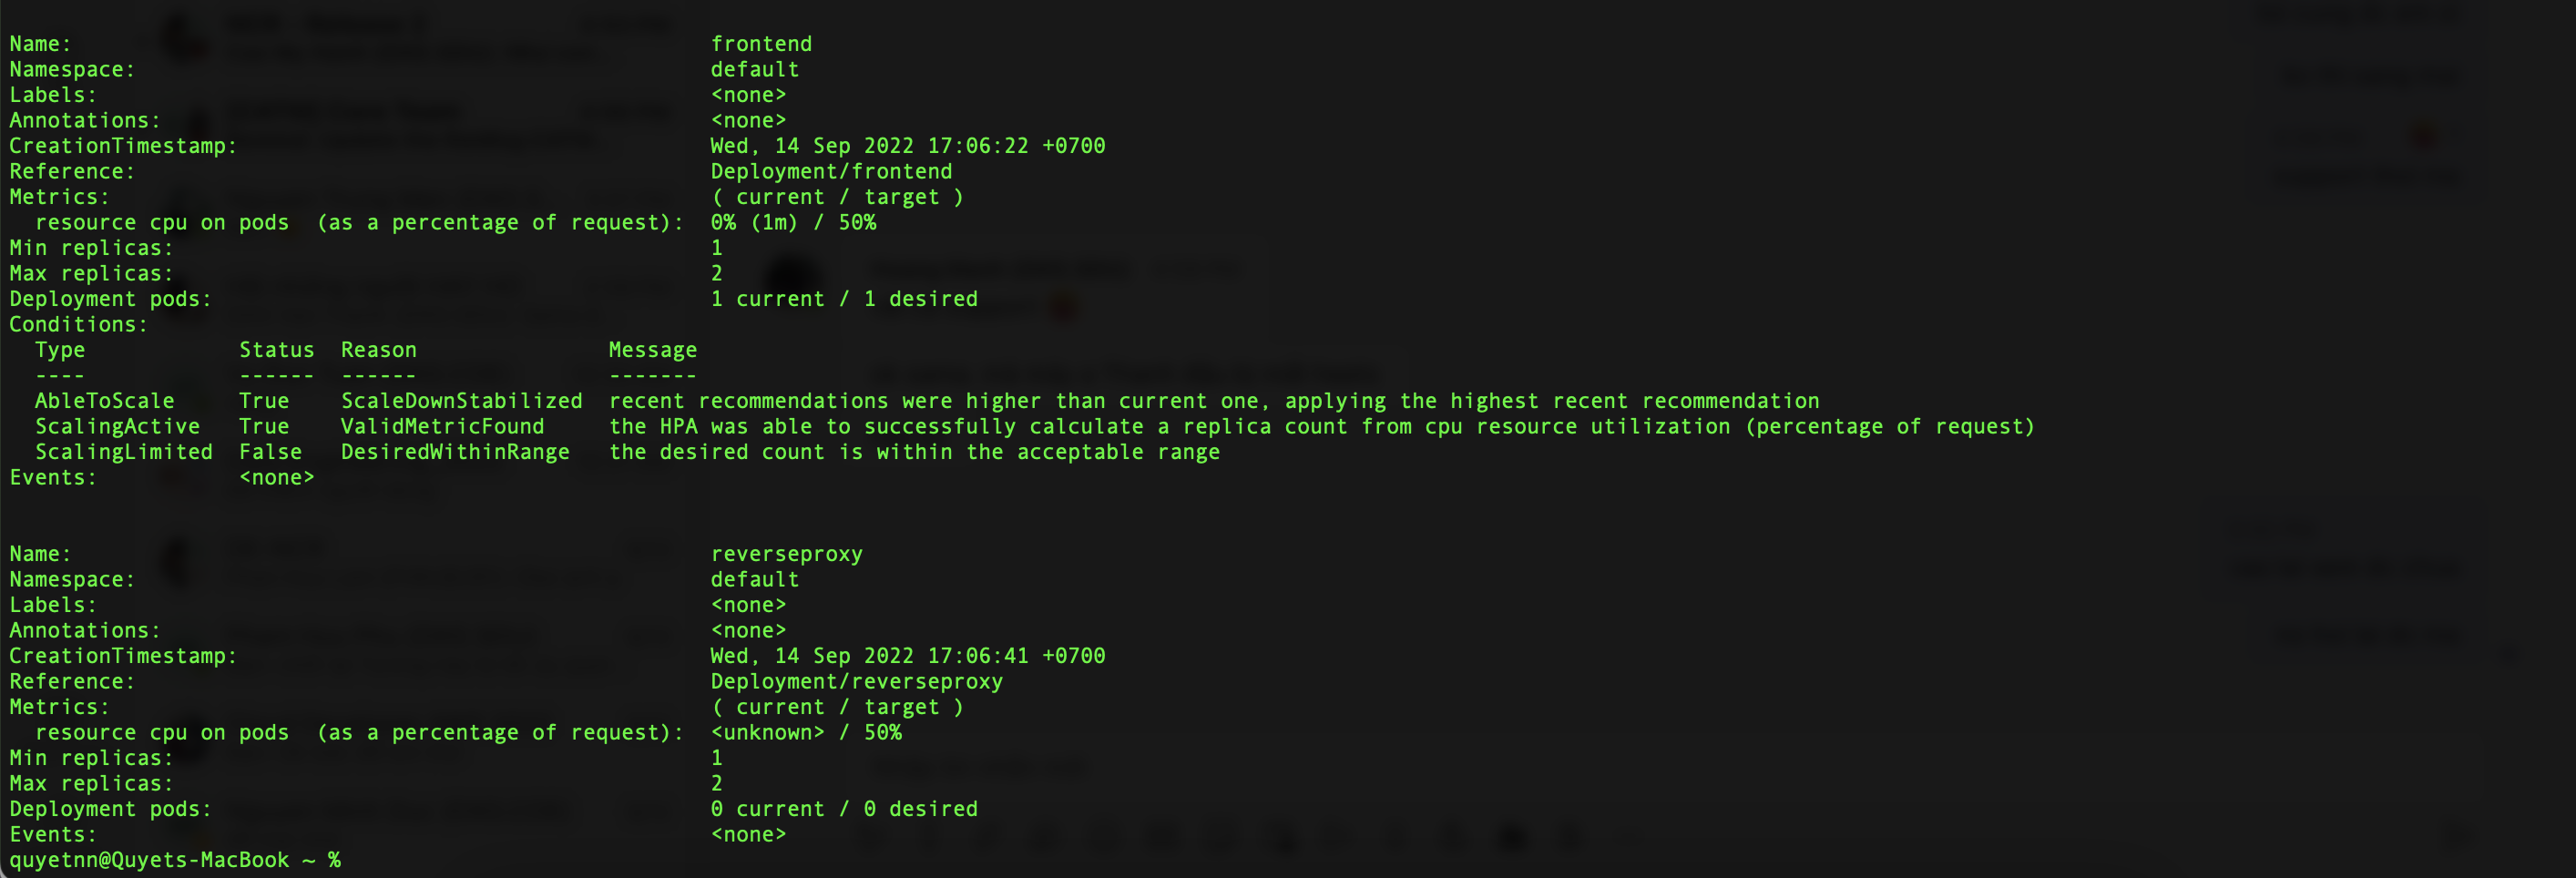 Name: frontend
Namespace: default
Labels: <none>
Annotations: <none>
CreationTimestamp: Wed, 14 Sep 2022 17:06:22 +0700
Reference: Deployment/frontend
Metrics: ( current / target )
  resource cpu on pods  (as a percentage of request):  0% (1m) / 50%
Min replicas: 1
Max replicas: 2
Deployment pods: 1 current / 1 desired
Conditions:
  Type            Status  Reason               Message
  ----            ------  ------               -------
  AbleToScale     True    ScaleDownStabilized  recent recommendations were higher than current one, applying the highest recent recommendation
  ScalingActive   True    ValidMetricFound     the HPA was able to successfully calculate a replica count from cpu resource utilization (percentage of request)
  ScalingLimited  False   DesiredWithinRange   the desired count is within the acceptable range
Events:           <none>
Name: reverseproxy
Namespace: default
Labels: <none>
Annotations: <none>
CreationTimestamp: Wed, 14 Sep 2022 17:06:41 +0700
Reference: Deployment/reverseproxy
Metrics: ( current / target )
  resource cpu on pods  (as a percentage of request):  <unknown> / 50%
Min replicas: 1
Max replicas: 2
Deployment pods: 0 current / 0 desired
Events: <none>
quyetnn@Quyets-MacBook ~ %